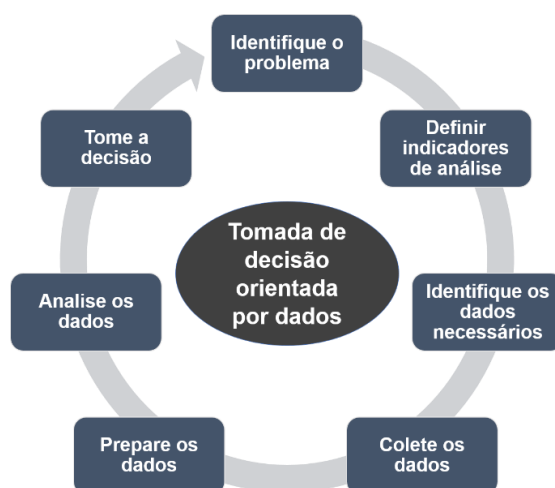 Identifique o
problema
Definir
indicadores
de análise
Identifique os
dados
necessários
Colete os
dados
Prepare os
dados
Analise os
dados
Tome a
decisão
Tomada de
decisão
orientada
por dados